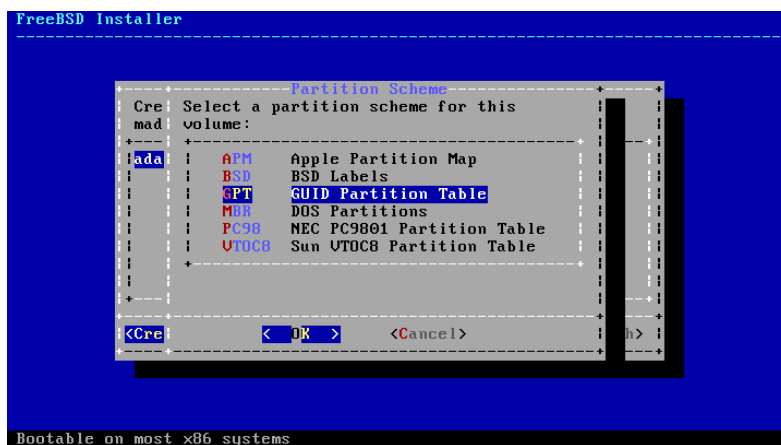 FreeBSD Installer
Partition Scheme
Cre Select a partition scheme for this
mad volume:
ada APM Apple Partition Map
BSD BSD Labels
GPT GUID Partition Table
MBR DOS Partitions
PC98 NEC PC9801 Partition Table
VTOC8 Sun VTOC8 Partition Table
<Cre < OK > <Cancel> h>
Bootable on most x86 systems